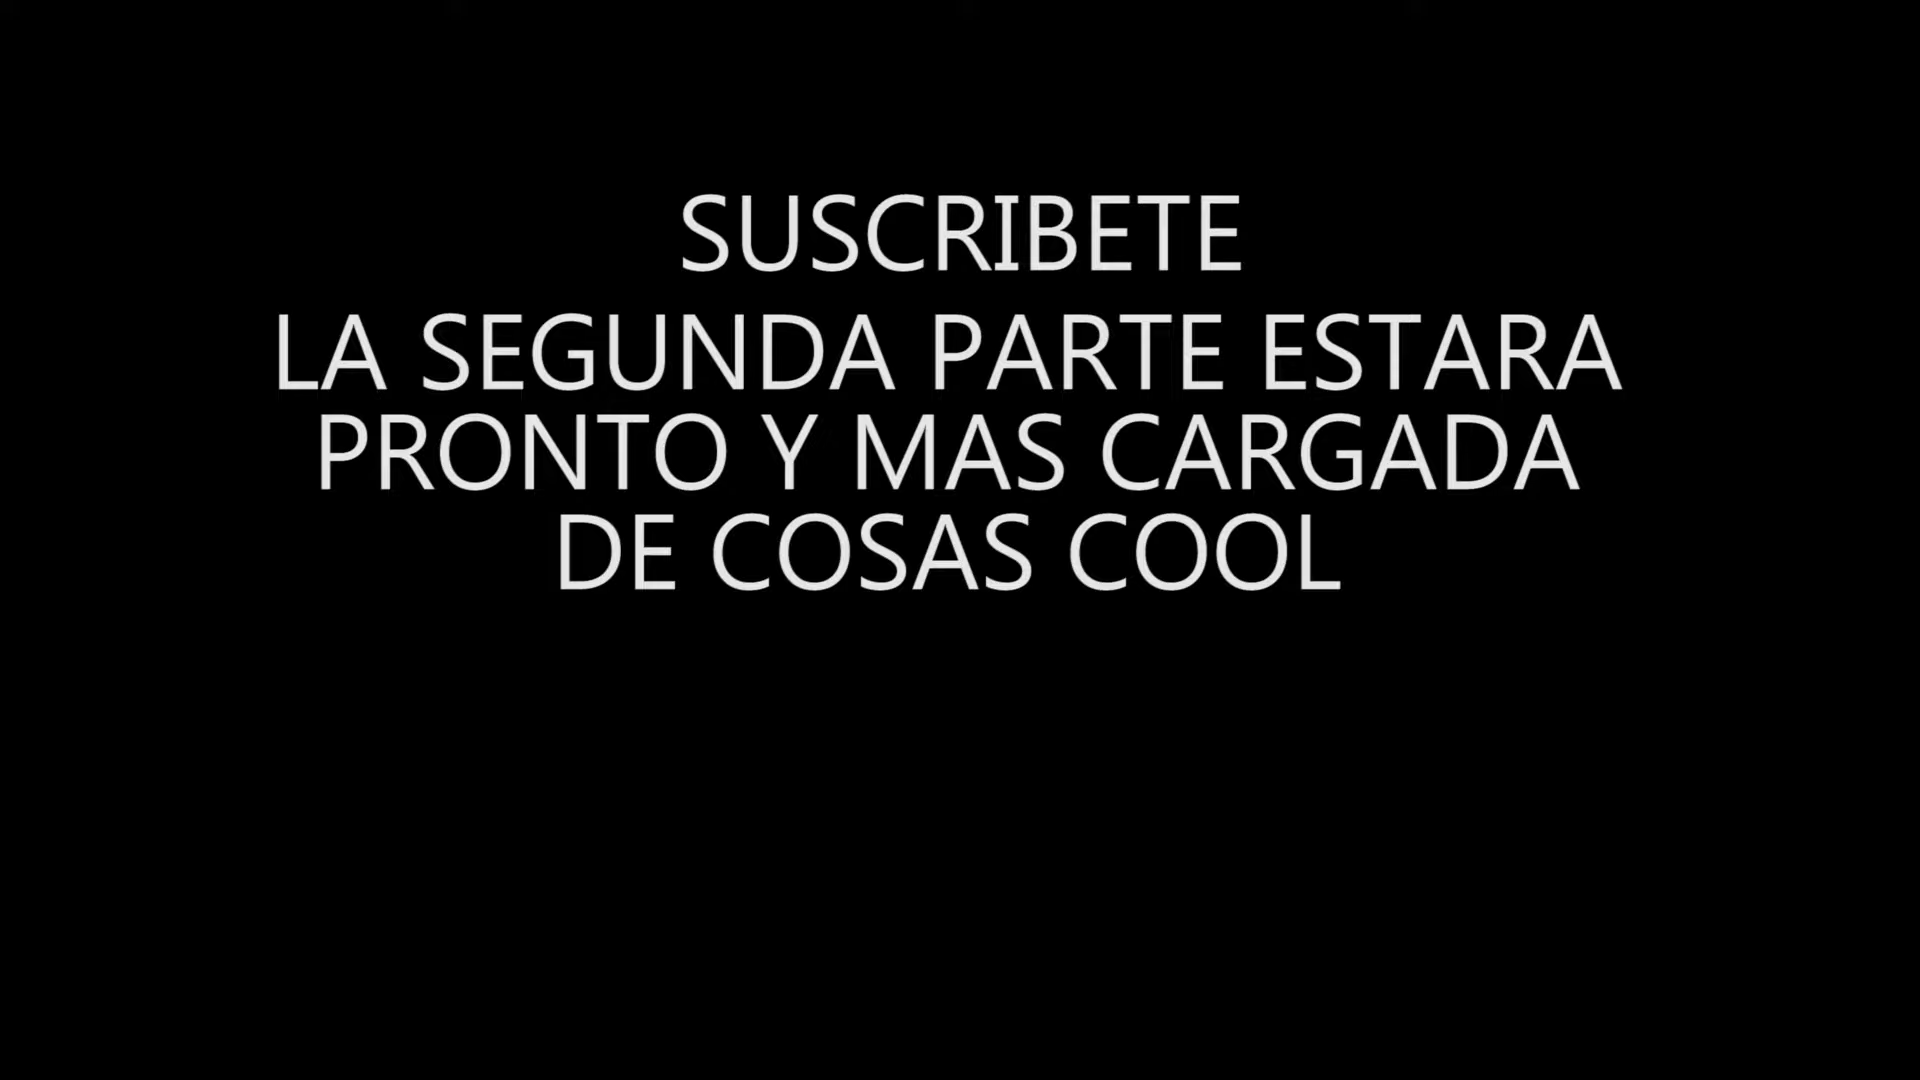 SUSCRIBETE
LA SEGUNDA PARTE ESTARA
PRONTO Y MAS CARGADA
DE COSAS COOL